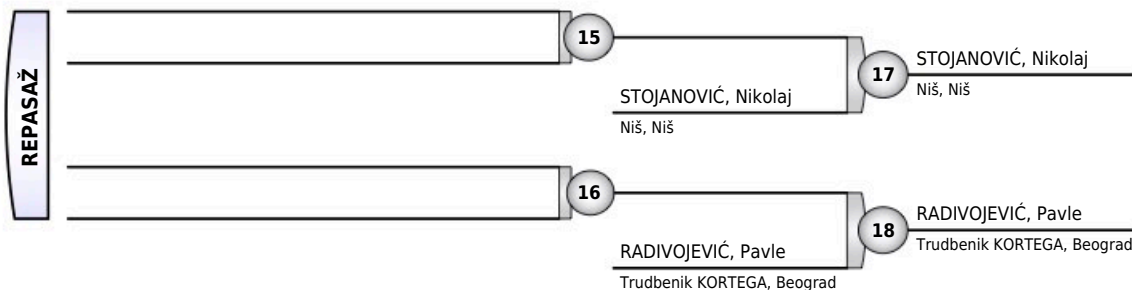 REPASAŽ
15
STOJANOVIĆ, Nikolaj
Niš, Niš
17
STOJANOVIĆ, Nikolaj
Niš, Niš
16
RADIVOJEVIĆ, Pavle
Trudbenik KORTEGA, Beograd
18
RADIVOJEVIĆ, Pavle
Trudbenik KORTEGA, Beograd